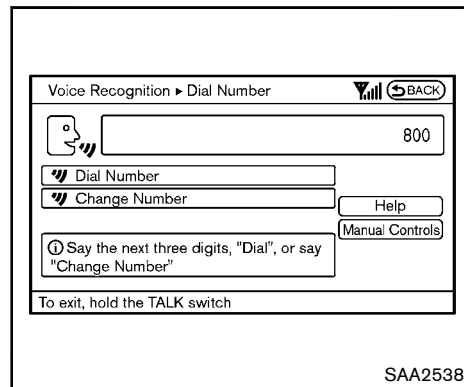 Voice Recognition ▸ Dial Number
BACK
800
Dial Number
Change Number
Help
Manual Controls
Say the next three digits, "Dial", or say
"Change Number"
To exit, hold the TALK switch
SAA2538